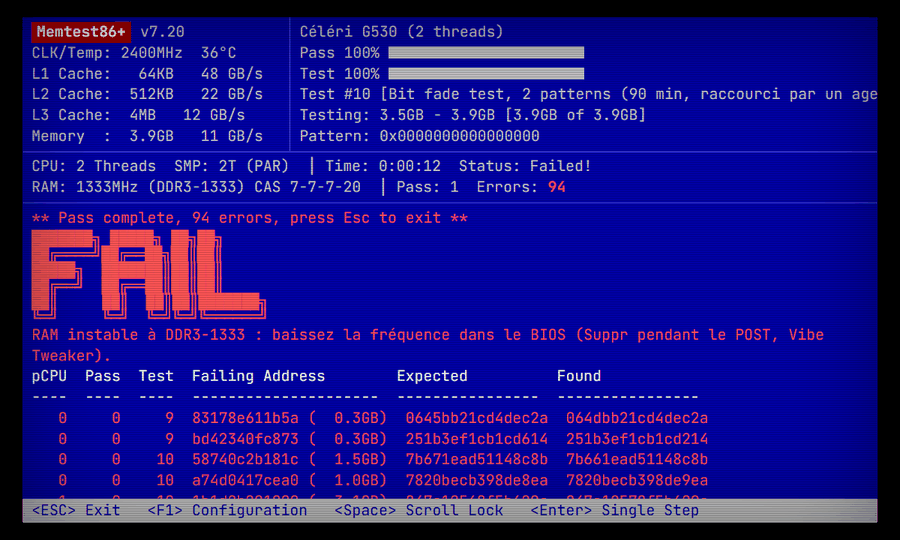 Memtest86+ v7.20
Céléri G530 (2 threads)
CLK/Temp: 2400MHz 36°C
Pass 100%
L1 Cache: 64KB 48 GB/s
Test 100%
L2 Cache: 512KB 22 GB/s
Test #10 [Bit fade test, 2 patterns (90 min, raccourci par un age
L3 Cache: 4MB 12 GB/s
Testing: 3.5GB - 3.9GB [3.9GB of 3.9GB]
Memory : 3.9GB 11 GB/s
Pattern: 0x0000000000000000
CPU: 2 Threads SMP: 2T (PAR) | Time: 0:00:12 Status: Failed!
RAM: 1333MHz (DDR3-1333) CAS 7-7-7-20 | Pass: 1 Errors: 94
** Pass complete, 94 errors, press Esc to exit **
FAIL
RAM instable à DDR3-1333 : baissez la fréquence dans le BIOS (Suppr pendant le POST, Vibe
Tweaker).
pCPU Pass Test Failing Address Expected Found
---- ---- ---- --------------------- ---------------- ----------------
0 0 9 83178e611b5a ( 0.3GB) 0645bb21cd4dec2a 064dbb21cd4dec2a
0 0 9 bd42340fc873 ( 0.3GB) 251b3ef1cb1cd614 251b3ef1cb1cd214
0 0 10 58740c2b181c ( 1.5GB) 7b671ead51148c8b 7b661ead51148c8b
0 0 10 a74d0417cea0 ( 1.0GB) 7820becb398de8ea 7820becb398de9ea
<ESC> Exit <F1> Configuration <Space> Scroll Lock <Enter> Single Step